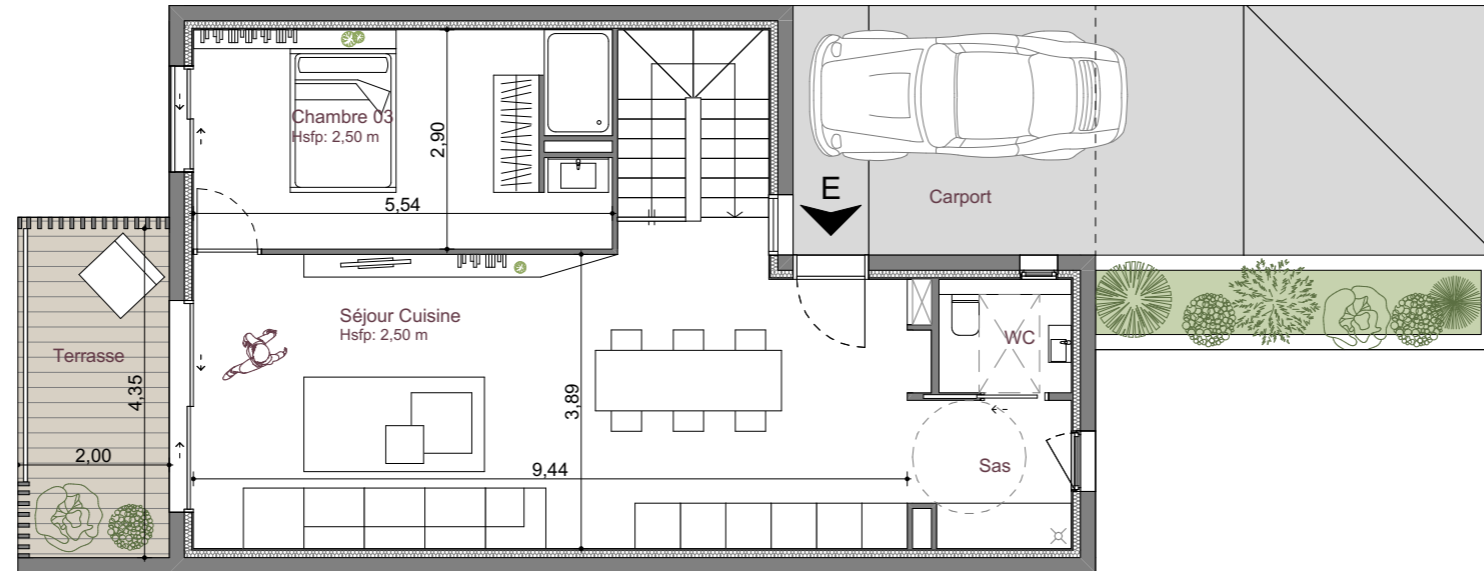 Chambre 03
Hsfp: 2,50 m
2,90
5,54
E
Carport
Séjour Cuisine
Hsfp: 2,50 m
WC
Terrasse
4,35
3,89
2,00
9,44
Sas